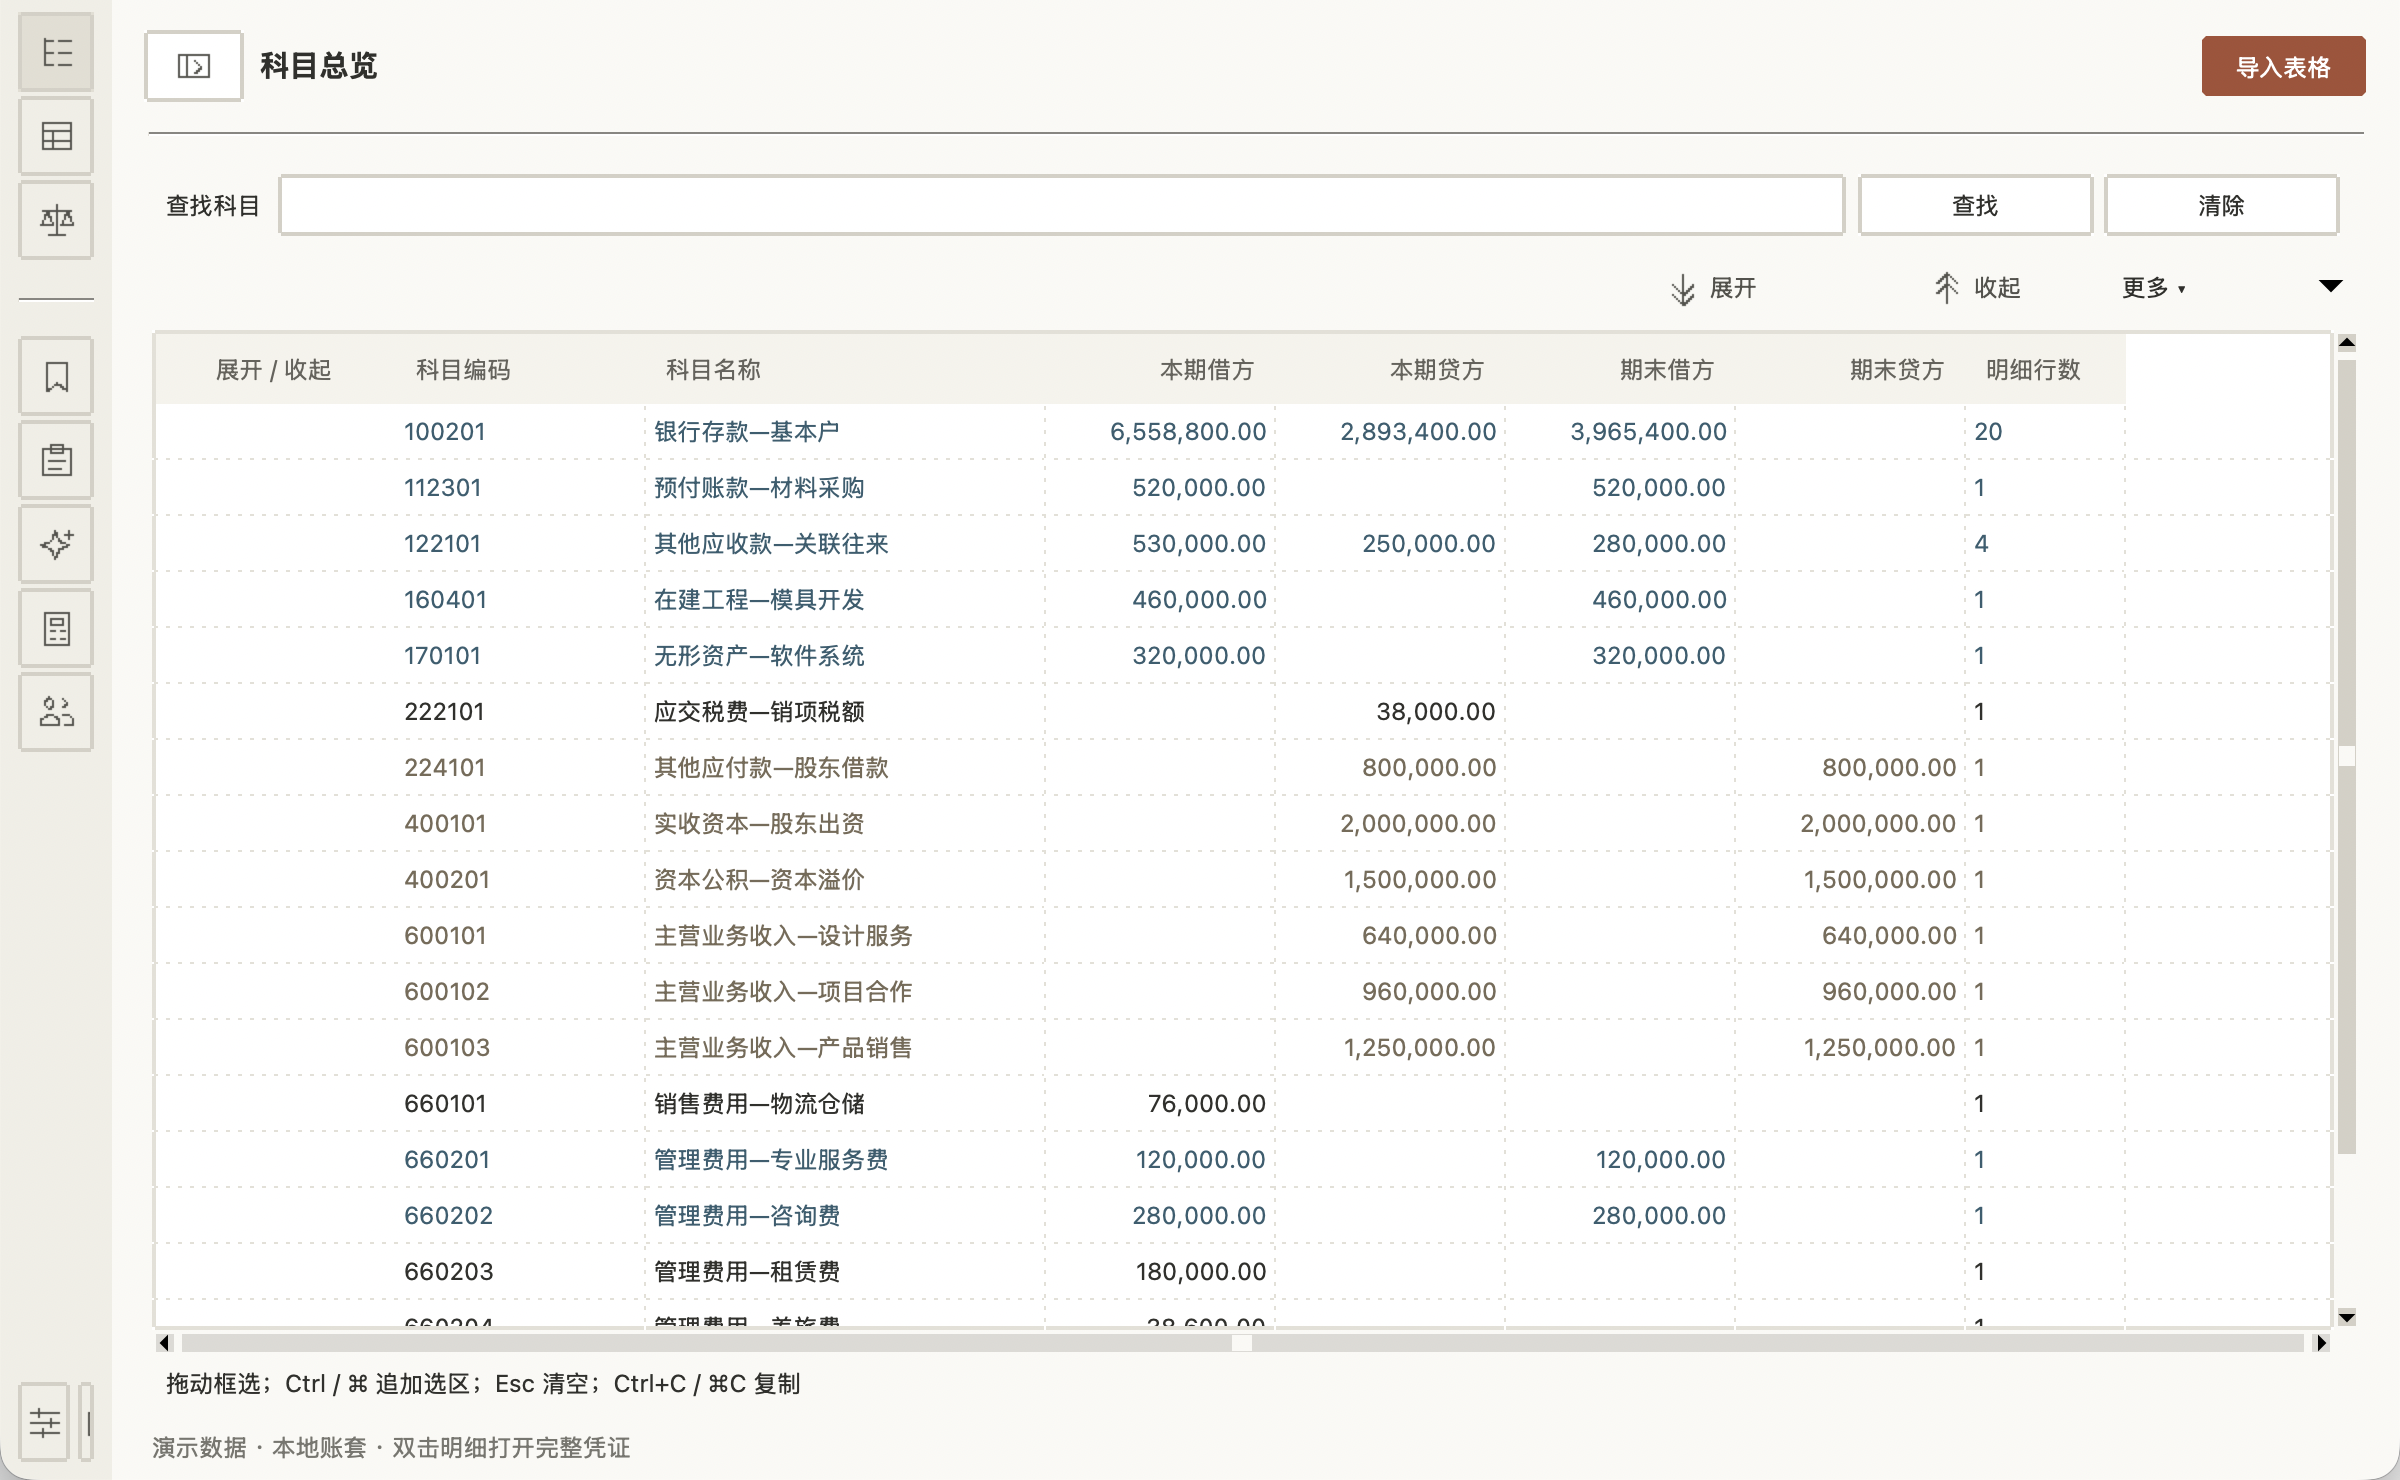 科目总览
导入表格
查找科目 查找 清除
展开 收起 更多 ▾
展开 / 收起 科目编码 科目名称 本期借方 本期贷方 期末借方 期末贷方 明细行数
100201 银行存款—基本户 6,558,800.00 2,893,400.00 3,965,400.00 20
112301 预付账款—材料采购 520,000.00 520,000.00 1
122101 其他应收款—关联往来 530,000.00 250,000.00 280,000.00 4
160401 在建工程—模具开发 460,000.00 460,000.00 1
170101 无形资产—软件系统 320,000.00 320,000.00 1
222101 应交税费—销项税额 38,000.00 1
224101 其他应付款—股东借款 800,000.00 800,000.00 1
400101 实收资本—股东出资 2,000,000.00 2,000,000.00 1
400201 资本公积—资本溢价 1,500,000.00 1,500,000.00 1
600101 主营业务收入—设计服务 640,000.00 640,000.00 1
600102 主营业务收入—项目合作 960,000.00 960,000.00 1
600103 主营业务收入—产品销售 1,250,000.00 1,250,000.00 1
660101 销售费用—物流仓储 76,000.00 1
660201 管理费用—专业服务费 120,000.00 120,000.00 1
660202 管理费用—咨询费 280,000.00 280,000.00 1
660203 管理费用—租赁费 180,000.00 1
660204 管理费用—差旅费 38,600.00 1
拖动框选；Ctrl / ⌘ 追加选区；Esc 清空；Ctrl+C / ⌘C 复制
演示数据 · 本地账套 · 双击明细打开完整凭证